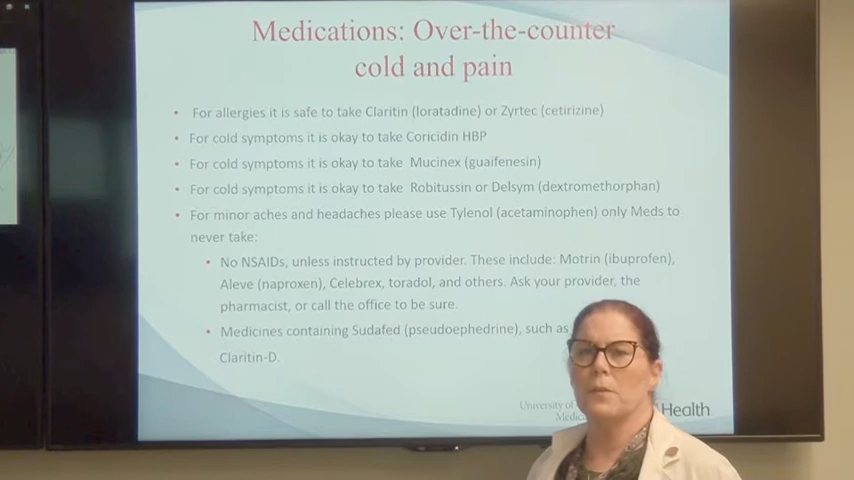 Medications: Over-the-counter
cold and pain
• For allergies it is safe to take Claritin (loratadine) or Zyrtec (cetirizine)
• For cold symptoms it is okay to take Coricidin HBP
• For cold symptoms it is okay to take Mucinex (guaifenesin)
• For cold symptoms it is okay to take Robitussin or Delsym (dextromethorphan)
• For minor aches and headaches please use Tylenol (acetaminophen) only Meds to
never take:
• No NSAIDs, unless instructed by provider. These include: Motrin (ibuprofen),
Aleve (naproxen), Celebrex, toradol, and others. Ask your provider, the
pharmacist, or call the office to be sure.
• Medicines containing Sudafed (pseudoephedrine), such as
Claritin-D.
University of
Health